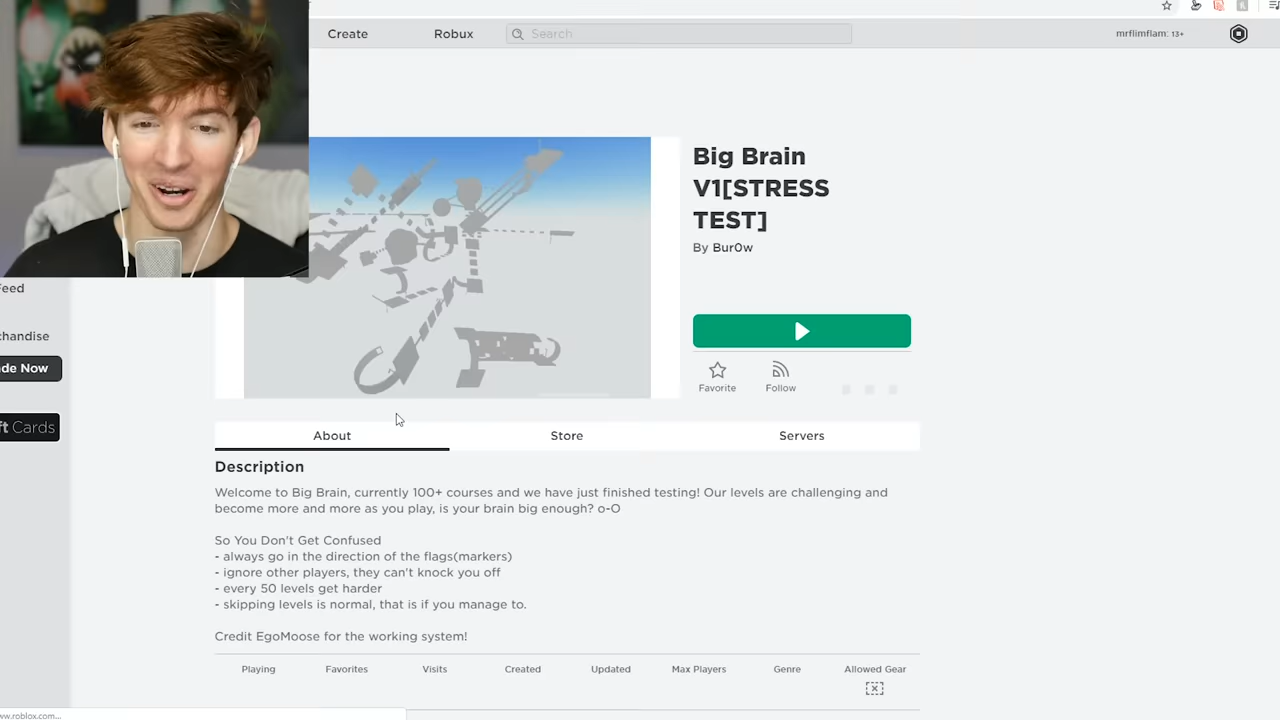 Create
Robux
Search
mrflimflam: 13+
Big Brain
V1[STRESS
TEST]
By Bur0w
Favorite
Follow
Feed
chandise
de Now
ft Cards
About
Store
Servers
Description
Welcome to Big Brain, currently 100+ courses and we have just finished testing! Our levels are challenging and
become more and more as you play, is your brain big enough? o-O
So You Don't Get Confused
- always go in the direction of the flags(markers)
- ignore other players, they can't knock you off
- every 50 levels get harder
- skipping levels is normal, that is if you manage to.
Credit EgoMoose for the working system!
Playing
Favorites
Visits
Created
Updated
Max Players
Genre
Allowed Gear
ww.roblox.com...